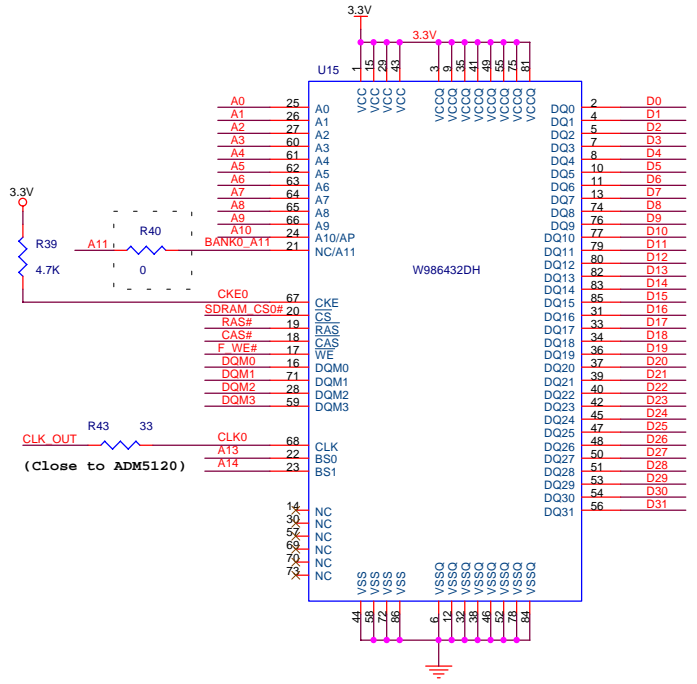 3.3V
3.3V
U15
1 15 29 43 3 9 35 41 49 55 75 81
VCC VCC VCC VCC VCCQ VCCQ VCCQ VCCQ VCCQ VCCQ VCCQ VCCQ
A0 25 A0 DQ0 2 D0
A1 26 A1 DQ1 4 D1
A2 27 A2 DQ2 5 D2
A3 60 A3 DQ3 7 D3
A4 61 A4 DQ4 8 D4
A5 62 A5 DQ5 10 D5
A6 63 A6 DQ6 11 D6
A7 64 A7 DQ7 13 D7
A8 65 A8 DQ8 74 D8
A9 66 A9 DQ9 76 D9
A10 24 A10/AP DQ10 77 D10
A11 R40 0 BANK0_A11 21 NC/A11 DQ11 79 D11
3.3V
R39
4.7K
W986432DH
DQ12 80 D12
DQ13 82 D13
DQ14 83 D14
CKE0 67 CKE DQ15 85 D15
SDRAM_CS0# 20 CS DQ16 31 D16
RAS# 19 RAS DQ17 33 D17
CAS# 18 CAS DQ18 34 D18
F_WE# 17 WE DQ19 36 D19
DQM0 16 DQM0 DQ20 37 D20
DQM1 71 DQM1 DQ21 39 D21
DQM2 28 DQM2 DQ22 40 D22
DQM3 59 DQM3 DQ23 42 D23
DQ24 45 D24
DQ25 47 D25
R43 33
CLK_OUT CLK0 68 CLK DQ26 48 D26
A13 22 BS0 DQ27 50 D27
(Close to ADM5120)
A14 23 BS1 DQ28 51 D28
DQ29 53 D29
DQ30 54 D30
14 NC DQ31 56 D31
30 NC
57 NC
69 NC
70 NC
73 NC
VSS VSS VSS VSS VSSQ VSSQ VSSQ VSSQ VSSQ VSSQ VSSQ VSSQ
44 58 72 86 6 12 32 38 46 52 78 84